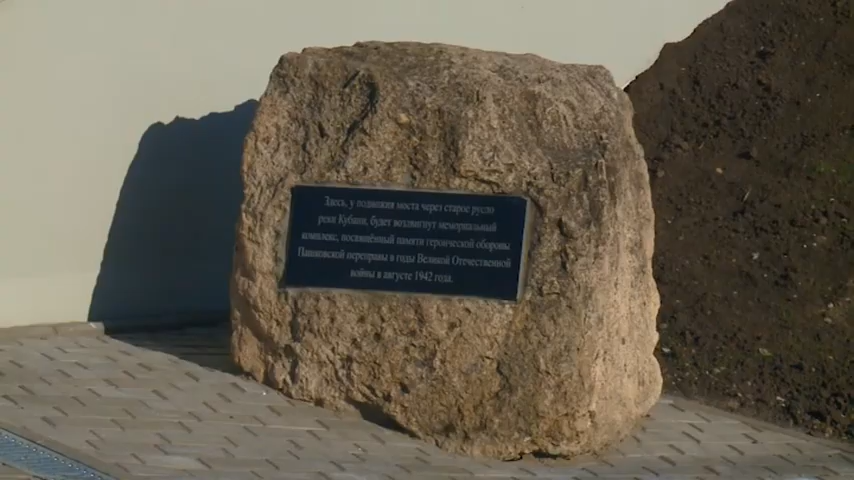 Здесь, у подножия моста через старое русло
реки Кубани, будет воздвигнут мемориальный
комплекс, посвящённый памяти героической обороны
Пашковской переправы в годы Великой Отечественной
войны в августе 1942 года.